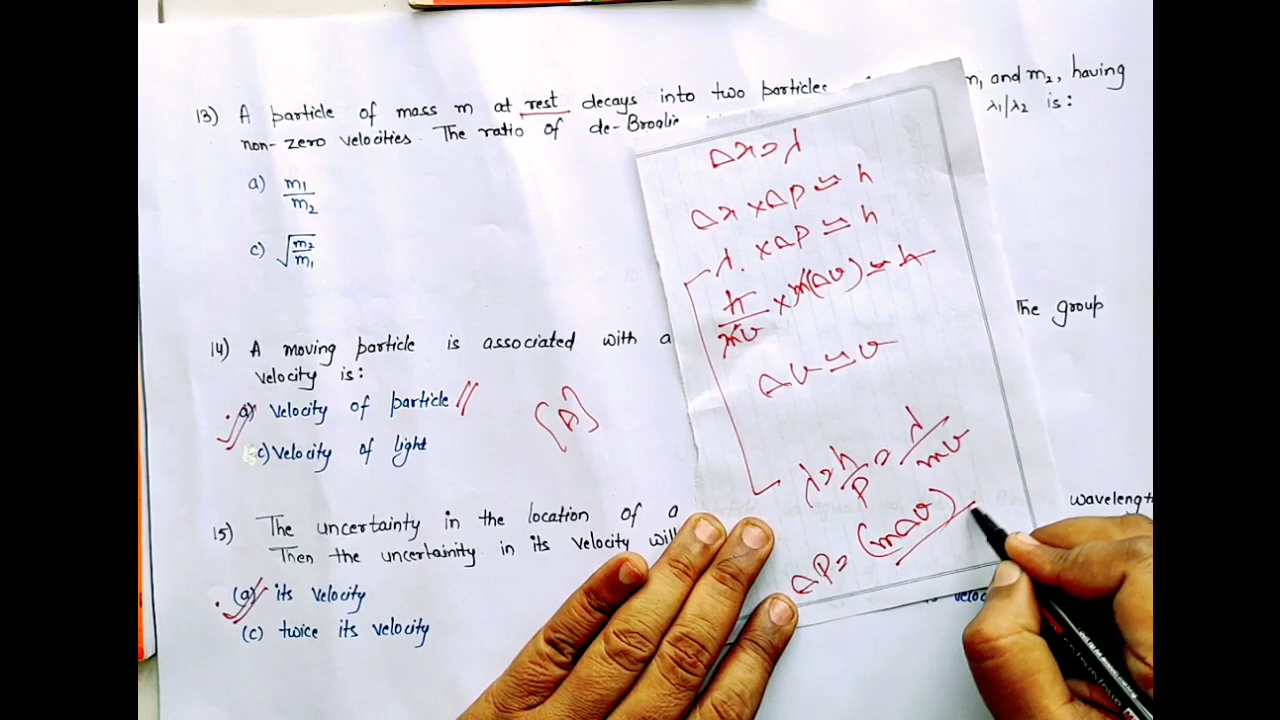 13) A particle of mass m at rest decays into two particles m₁ and m₂, having
non-zero velocities. The ratio of de-Broglie λ₁/λ₂ is:
a) m₁/m₂
c) √(m₂/m₁)
14) A moving particle is associated with a The group
velocity is:
(a) velocity of particle //
(c) Velocity of light
[A]
15) The uncertainty in the location of a wavelengt
Then the uncertainity in its velocity will
(a) its velocity
(c) twice its velocity
Δx = λ
Δx × Δp ≃ h
λ. × Δp ≃ h
h/mv × m(Δv) ≃ h
Δv ≃ v
λ = h/p = λ/mv
Δp = (mΔv)